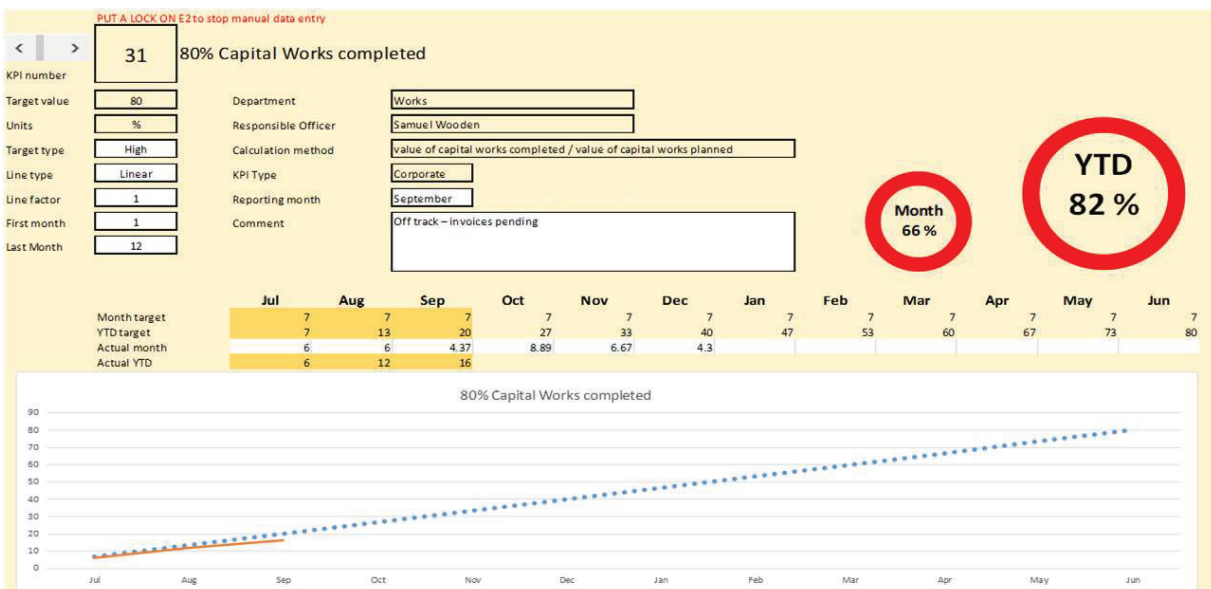 PUT A LOCK ON E2 to stop manual data entry
< >
31
80% Capital Works completed
KPI number
Target value 80 Department Works
Units % Responsible Officer Samuel Wooden
Target type High Calculation method value of capital works completed / value of capital works planned
Line type Linear KPI Type Corporate
Line factor 1 Reporting month September
First month 1 Comment Off track – invoices pending
Last Month 12
Month
66 %
YTD
82 %
Jul Aug Sep Oct Nov Dec Jan Feb Mar Apr May Jun
Month target 7 7 7 7 7 7 7 7 7 7 7 7
YTD target 7 13 20 27 33 40 47 53 60 67 73 80
Actual month 6 6 4.37 8.89 6.67 4.3
Actual YTD 6 12 16
80% Capital Works completed
90
80
70
60
50
40
30
20
10
0
Jul Aug Sep Oct Nov Dec Jan Feb Mar Apr May Jun